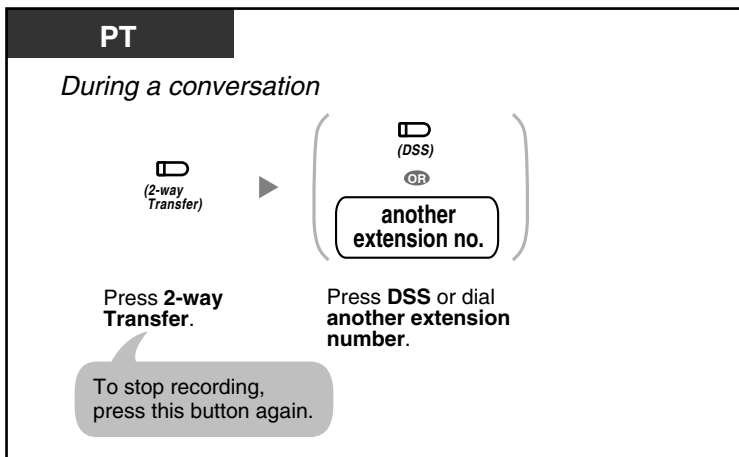 PT
During a conversation
(DSS)
(2-way
Transfer)
OR
another
extension no.
Press 2-way
Transfer.
Press DSS or dial
another extension
number.
To stop recording,
press this button again.